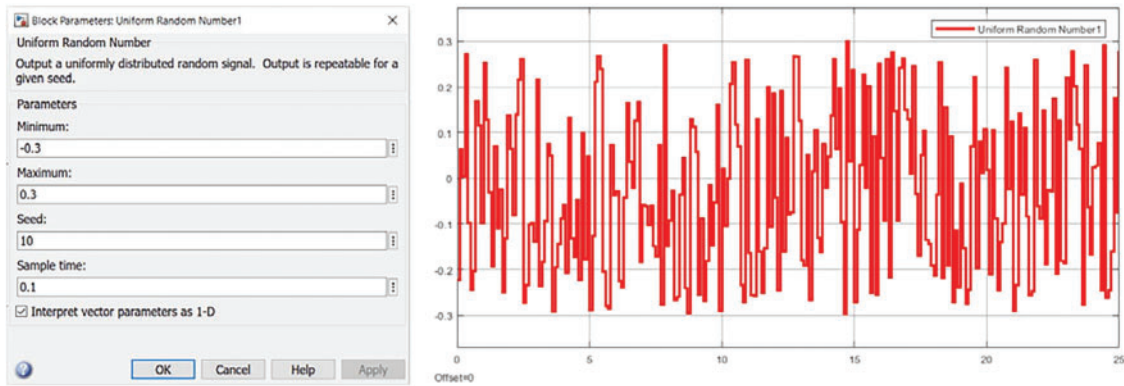 Block Parameters: Uniform Random Number1
Uniform Random Number
Output a uniformly distributed random signal. Output is repeatable for a
given seed.
Parameters
Minimum:
-0.3
Maximum:
0.3
Seed:
10
Sample time:
0.1
Interpret vector parameters as 1-D
OK Cancel Help Apply
Uniform Random Number1
0.3
0.2
0.1
0
-0.1
-0.2
-0.3
0 5 10 15 20 25
Offset=0